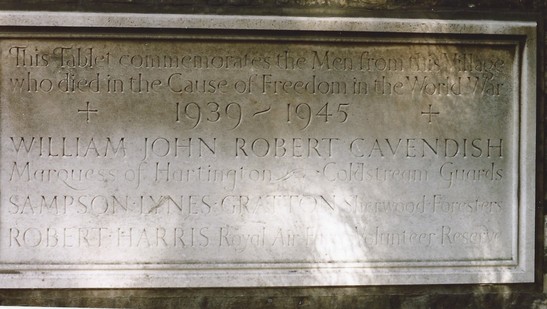 This Tablet commemorates the Men from this Village
who died in the Cause of Freedom in the World War
+ 1939 ~ 1945 +
WILLIAM JOHN ROBERT CAVENDISH
Marquess of Hartington ~ Coldstream Guards
SAMPSON·LYNES·GRATTON Sherwood Foresters
ROBERT·HARRIS Royal Air Force Volunteer Reserve